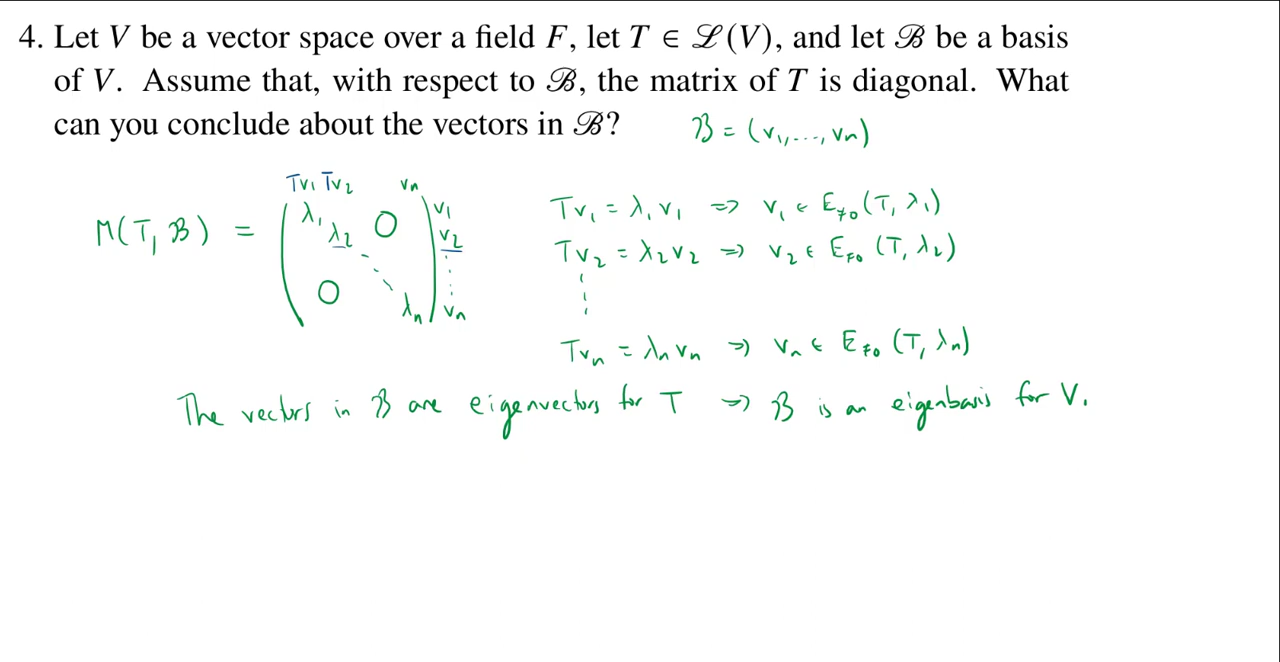 4. Let V be a vector space over a field F, let T ∈ ℒ(V), and let ℬ be a basis
of V. Assume that, with respect to ℬ, the matrix of T is diagonal. What
can you conclude about the vectors in ℬ?
ℬ = (v₁, ..., vₙ)
Tv₁ Tv₂ vₙ
M(T, ℬ) = ( λ₁ λ₂ 0 0 λₙ ) v₁ v₂ vₙ
Tv₁ = λ₁v₁ ⇒ v₁ ∈ E≠₀(T, λ₁)
Tv₂ = λ₂v₂ ⇒ v₂ ∈ E≠₀(T, λ₂)
Tvₙ = λₙvₙ ⇒ vₙ ∈ E≠₀(T, λₙ)
The vectors in ℬ are eigenvectors for T ⇒ ℬ is an eigenbasis for V.